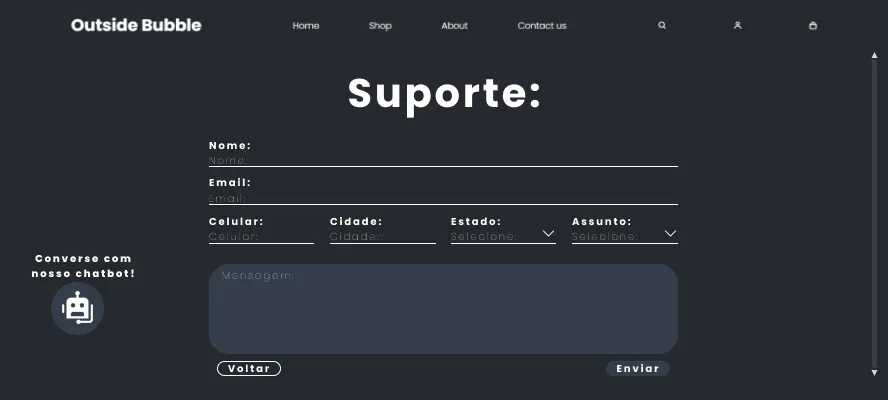 Outside Bubble
Home
Shop
About
Contact us
Suporte:
Nome:
Nome:
Email:
Email:
Celular:
Cidade:
Estado:
Assunto:
Celular:
Cidade:
Selecione:
Selecione:
Converse com
nosso chatbot!
Mensagem:
Voltar
Enviar